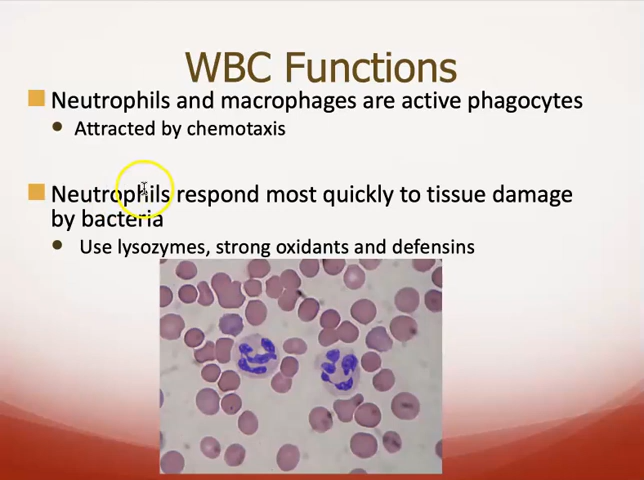 WBC Functions
Neutrophils and macrophages are active phagocytes
Attracted by chemotaxis
Neutrophils respond most quickly to tissue damage
by bacteria
Use lysozymes, strong oxidants and defensins